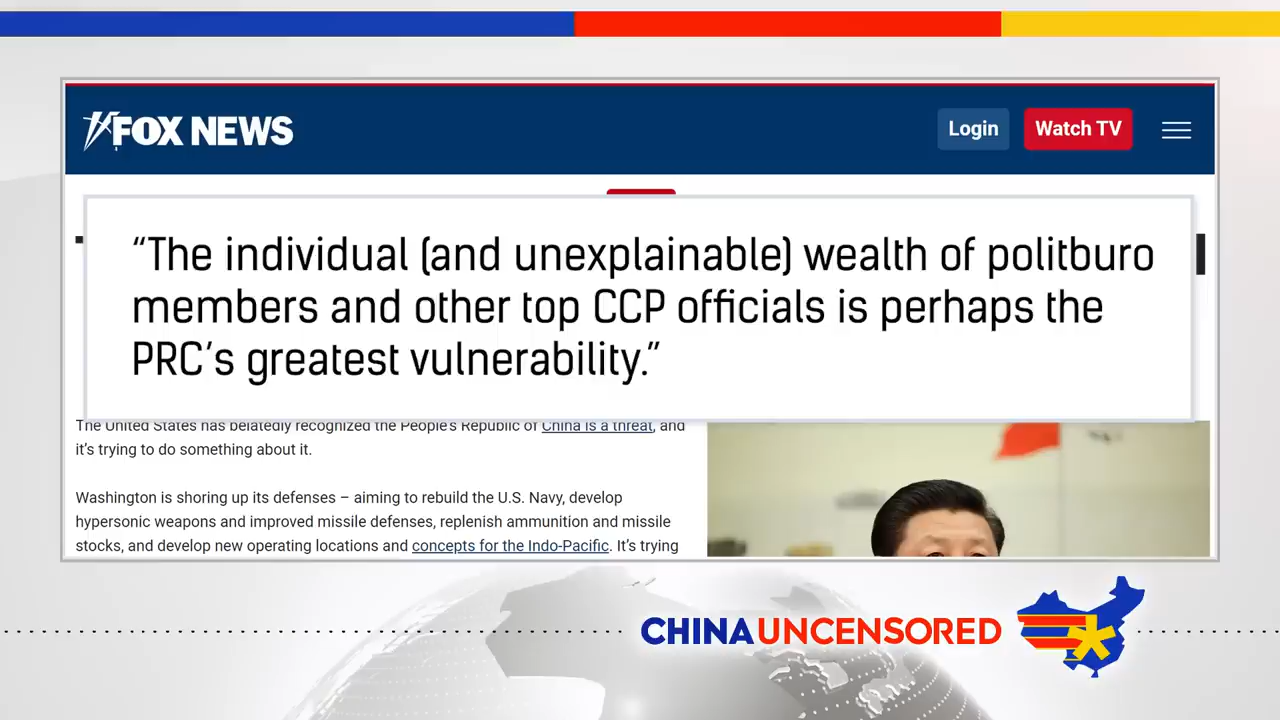 FOX NEWS
Login
Watch TV
“The individual (and unexplainable) wealth of politburo
members and other top CCP officials is perhaps the
PRC’s greatest vulnerability.”
The United States has belatedly recognized the People's Republic of China is a threat, and
it’s trying to do something about it.
Washington is shoring up its defenses – aiming to rebuild the U.S. Navy, develop
hypersonic weapons and improved missile defenses, replenish ammunition and missile
stocks, and develop new operating locations and concepts for the Indo-Pacific. It’s trying
CHINA UNCENSORED